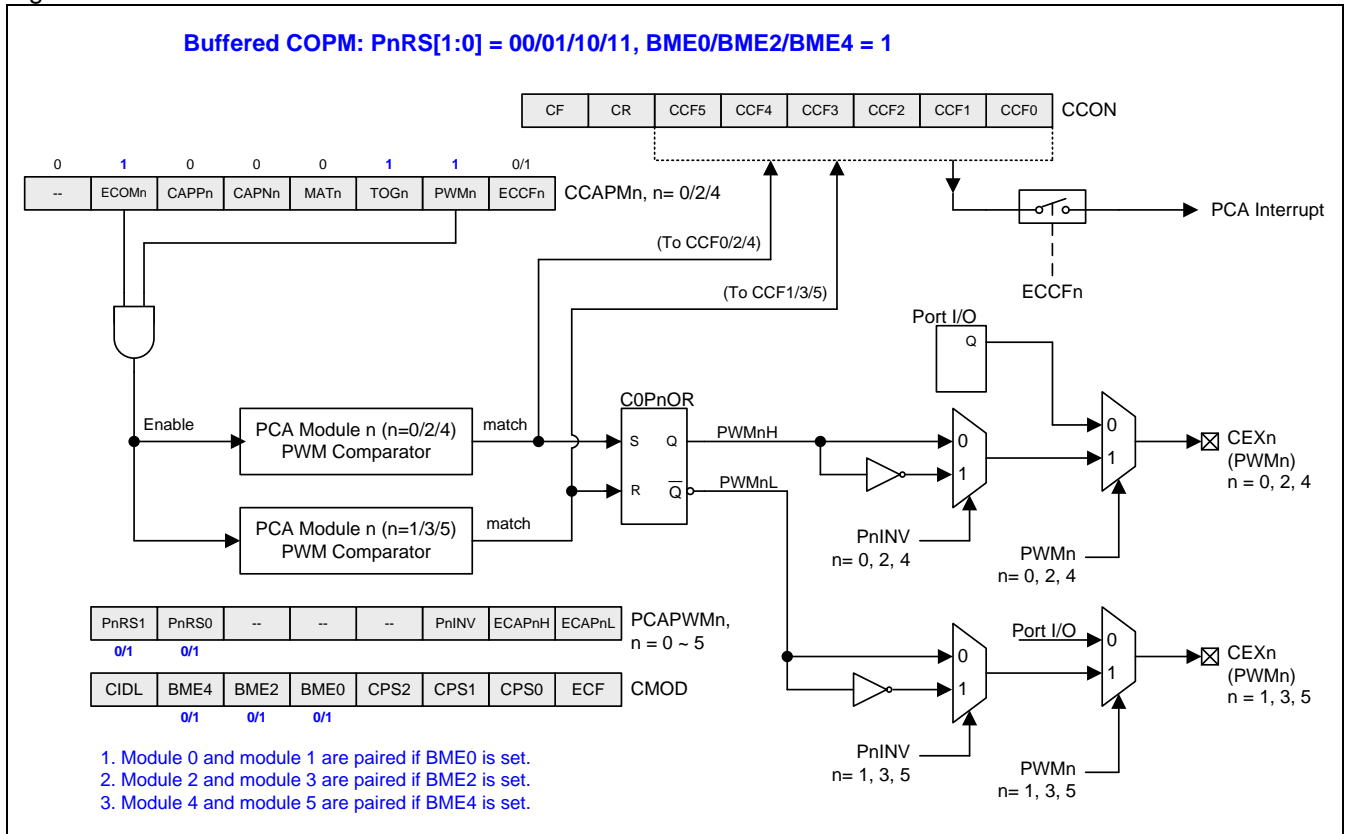 Buffered COPM: PnRS[1:0] = 00/01/10/11, BME0/BME2/BME4 = 1
CF CR CCF5 CCF4 CCF3 CCF2 CCF1 CCF0 CCON
0 1 0 0 0 1 1 0/1
-- ECOMn CAPPn CAPNn MATn TOGn PWMn ECCFn CCAPMn, n= 0/2/4
PCA Interrupt
(To CCF0/2/4)
ECCFn
(To CCF1/3/5)
Port I/O
Q
C0PnOR
Enable
PCA Module n (n=0/2/4)
PWM Comparator
match
S Q
PWMnH
R Q
PWMnL
0
1
0
1
CEXn
(PWMn)
n = 0, 2, 4
PCA Module n (n=1/3/5)
PWM Comparator
match
PnINV
n= 0, 2, 4
PWMn
n= 0, 2, 4
PnRS1 PnRS0 -- -- -- PnINV ECAPnH ECAPnL PCAPWMn,
n = 0 ~ 5
0/1 0/1
Port I/O
0
1
0
1
CEXn
(PWMn)
n = 1, 3, 5
CIDL BME4 BME2 BME0 CPS2 CPS1 CPS0 ECF CMOD
0/1 0/1 0/1
PnINV
n= 1, 3, 5
PWMn
n= 1, 3, 5
1. Module 0 and module 1 are paired if BME0 is set.
2. Module 2 and module 3 are paired if BME2 is set.
3. Module 4 and module 5 are paired if BME4 is set.